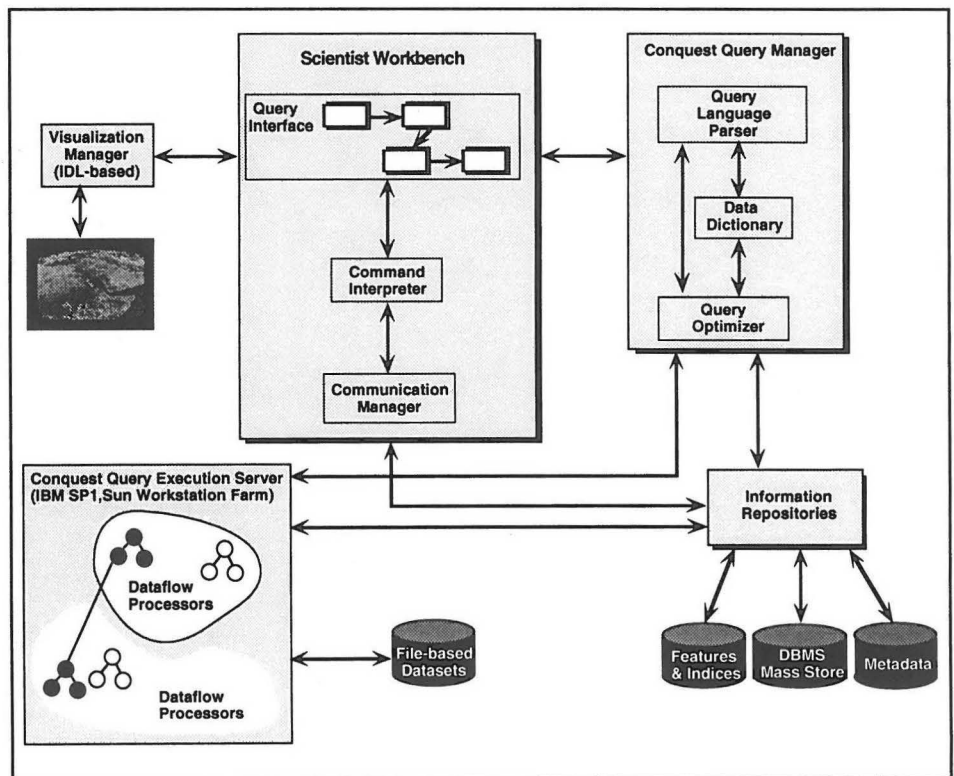 Scientist Workbench
Query
Interface
Command
Interpreter
Communication
Manager
Conquest Query Manager
Query
Language
Parser
Data
Dictionary
Query
Optimizer
Visualization
Manager
(IDL-based)
Conquest Query Execution Server
(IBM SP1,Sun Workstation Farm)
Dataflow
Processors
Dataflow
Processors
File-based
Datasets
Information
Repositories
Features
& Indices
DBMS
Mass Store
Metadata